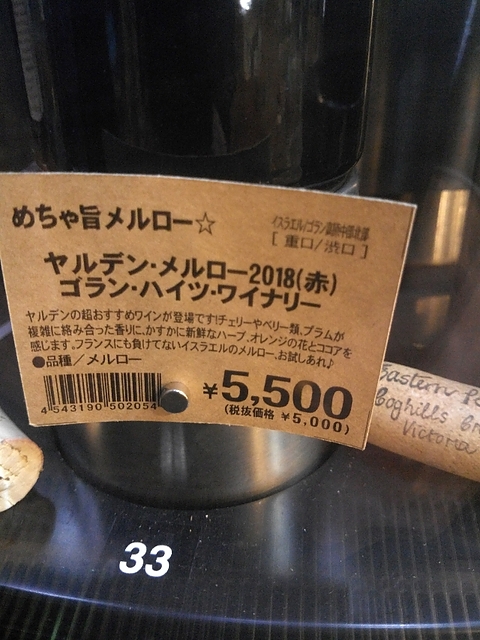 めちゃ旨メルロー☆
イスラエル/ゴラン高原中部北部
[ 重口/渋口 ]
ヤルデン・メルロー2018(赤)
ゴラン・ハイツ・ワイナリー
ヤルデンの超おすすめワインが登場です!チェリーやベリー類、プラムが
複雑に絡み合った香りに、かすかに新鮮なハーブ、オレンジの花とココアを
感じます。フランスにも負けてないイスラエルのメルロー、お試しあれ♪
●品種/メルロー
4 543190 502054
¥5,500
(税抜価格 ¥5,000)
Eastern
Boghills
Victoria
33